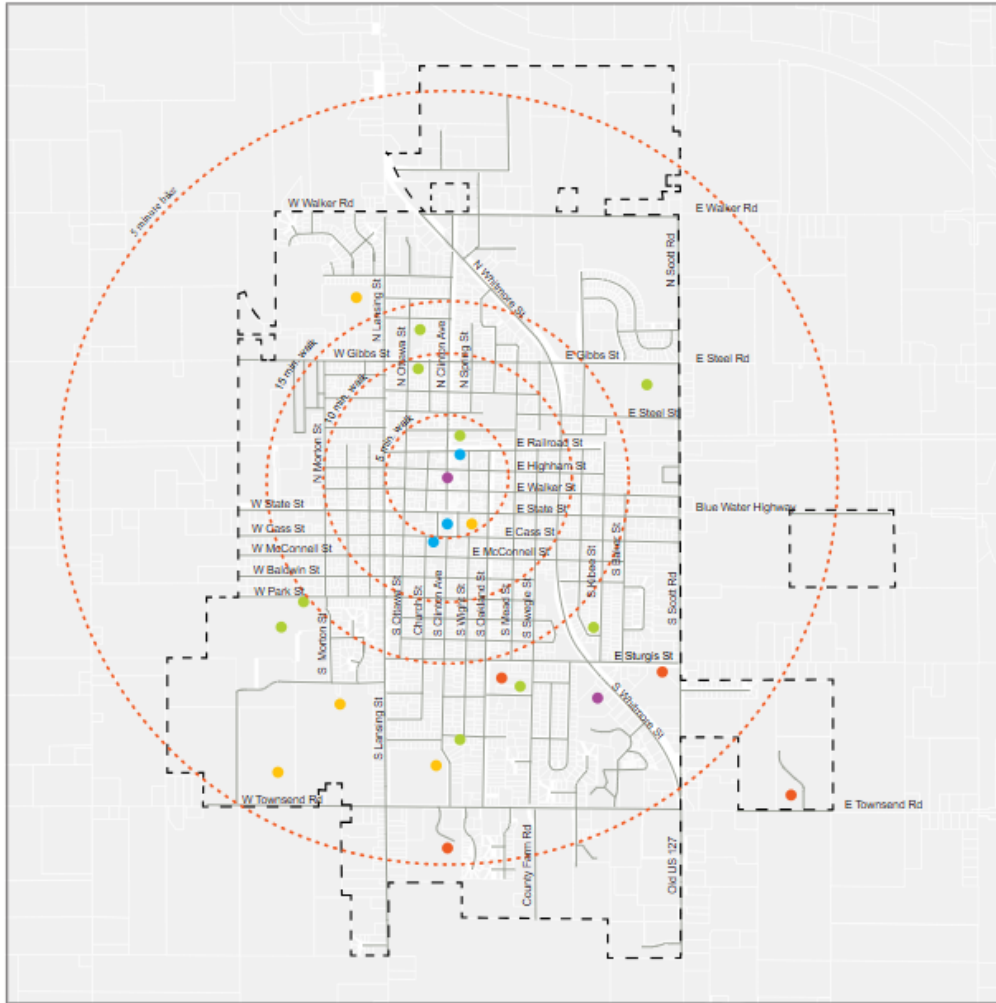 5 minute bike
W Walker Rd
E Walker Rd
N Scott Rd
N Whitmore St
N Lansing St
N Ottawa St
N Clinton Ave
N Spring St
W Gibbs St
E Gibbs St
E Steel Rd
15 min. walk
10 min. walk
5 min. walk
E Steel St
N Morton St
E Railroad St
E Highham St
E Walker St
W State St
E State St
Blue Water Highway
W Cass St
E Cass St
W McConnell St
E McConnell St
W Baldwin St
W Park St
S Ottawa St
Church St
S Clinton Ave
S Wight St
S Oakland St
S Mead St
S Swegle St
S Kibee St
S Scott Rd
S Morton St
E Sturgis St
S Whitmore St
S Lansing St
W Townsend Rd
E Townsend Rd
County Farm Rd
Old US 127